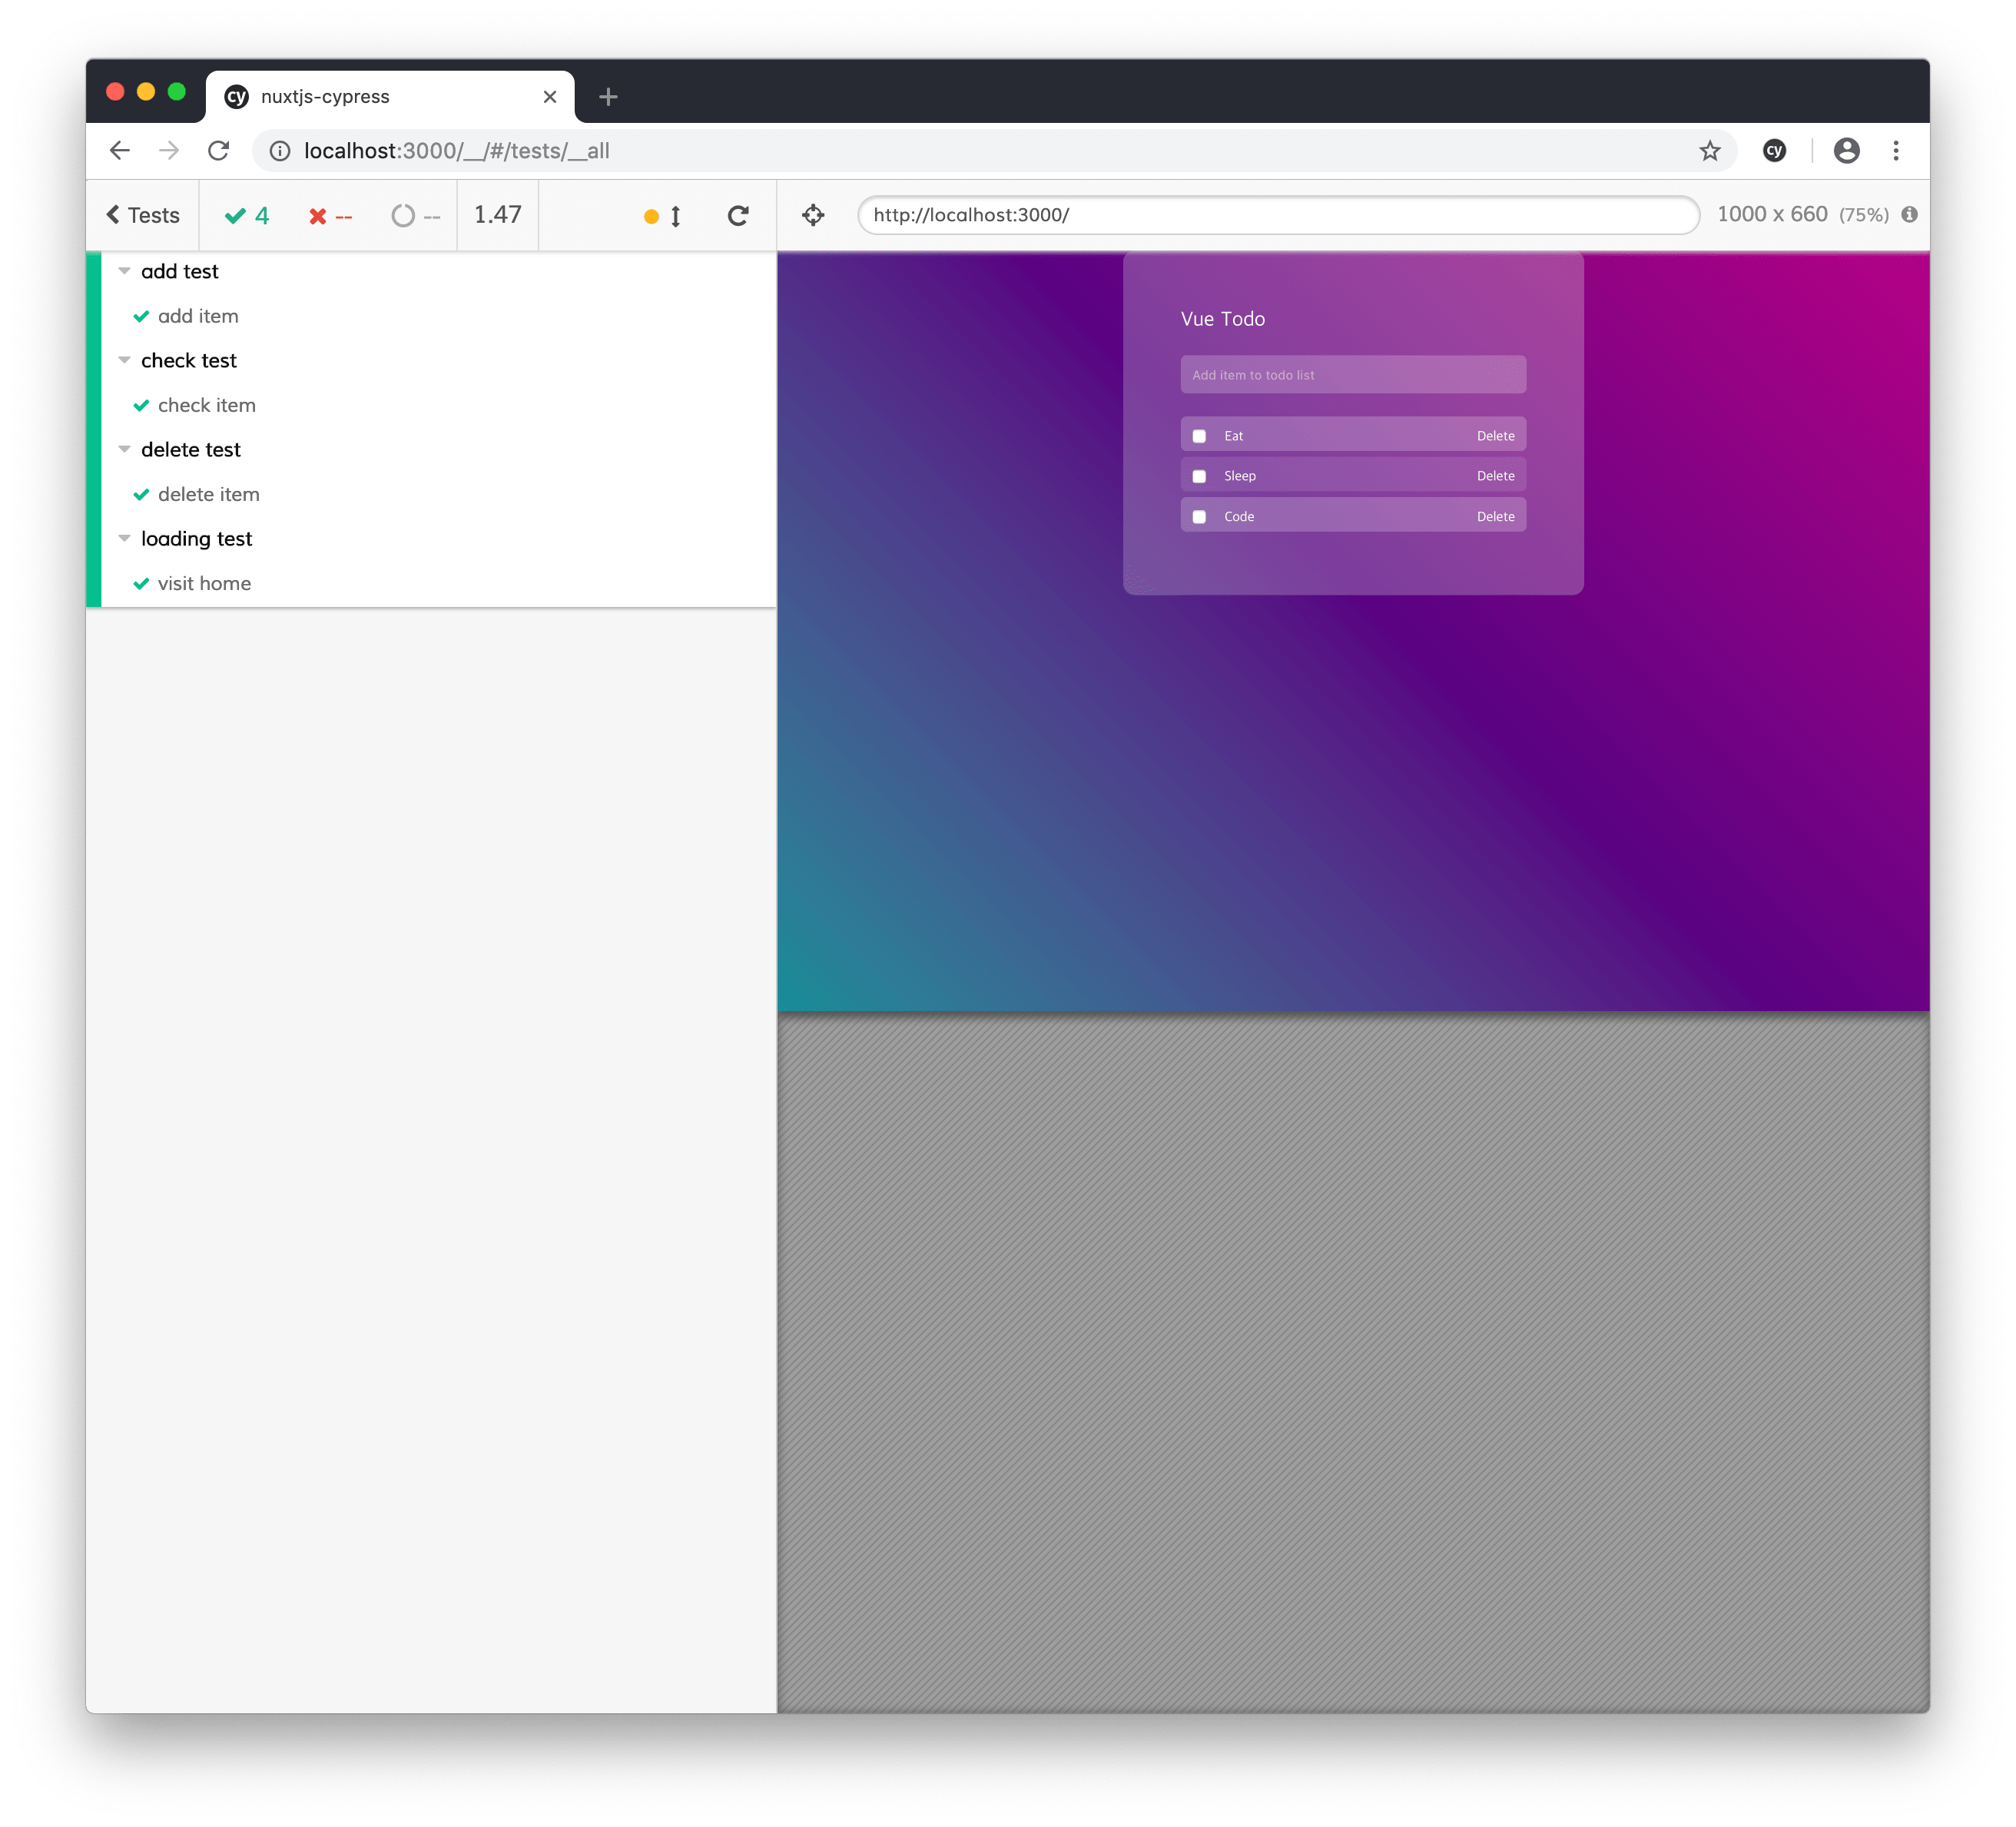 cy nuxtjs-cypress
localhost:3000/__/#/tests/__all
cy
Tests 4 -- -- 1.47
http://localhost:3000/ 1000 x 660 (75%)
add test
add item
check test
check item
delete test
delete item
loading test
visit home
Vue Todo
Add item to todo list
Eat Delete
Sleep Delete
Code Delete